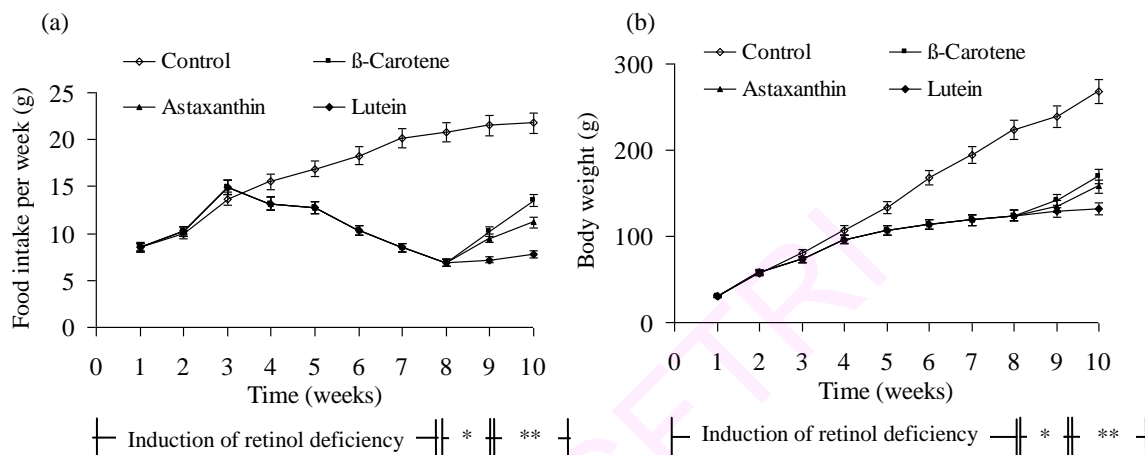 (a)
Control
ß-Carotene
Astaxanthin
Lutein
Food intake per week (g)
25
20
15
10
5
0
0 1 2 3 4 5 6 7 8 9 10
Time (weeks)
Induction of retinol deficiency * **
(b)
Control
ß-Carotene
Astaxanthin
Lutein
Body weight (g)
300
200
100
0
0 1 2 3 4 5 6 7 8 9 10
Time (weeks)
Induction of retinol deficiency * **